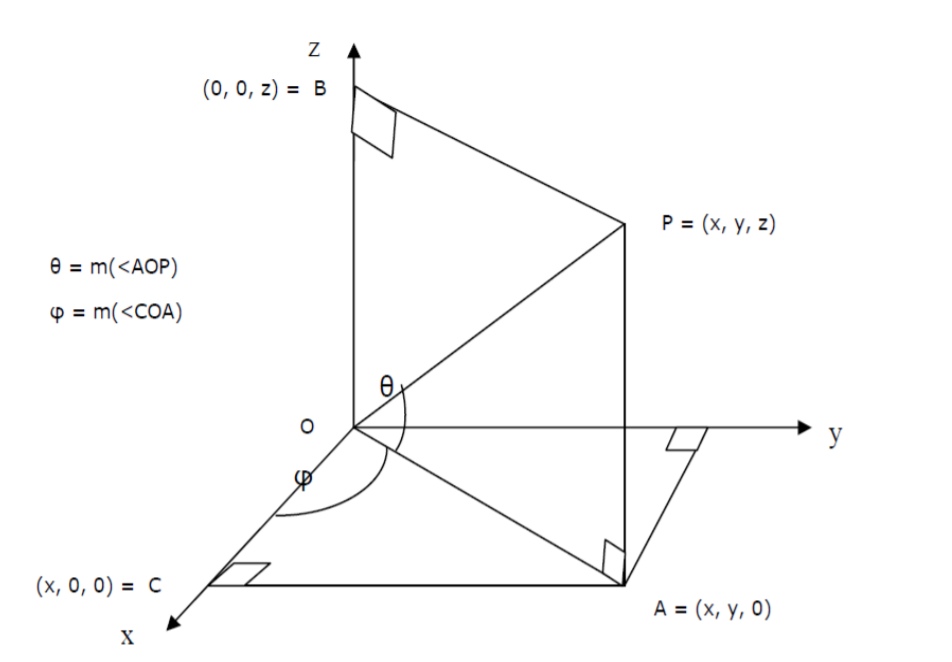 z
(0, 0, z) = B
P = (x, y, z)
θ = m(<AOP)
φ = m(<COA)
θ
O
y
φ
(x, 0, 0) = C
A = (x, y, 0)
x